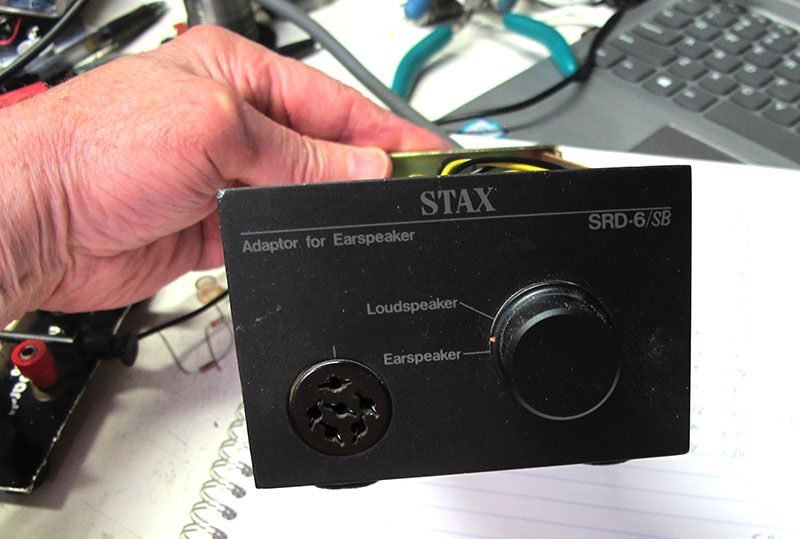 STAX
SRD-6/SB
Adaptor for Earspeaker
Loudspeaker
Earspeaker